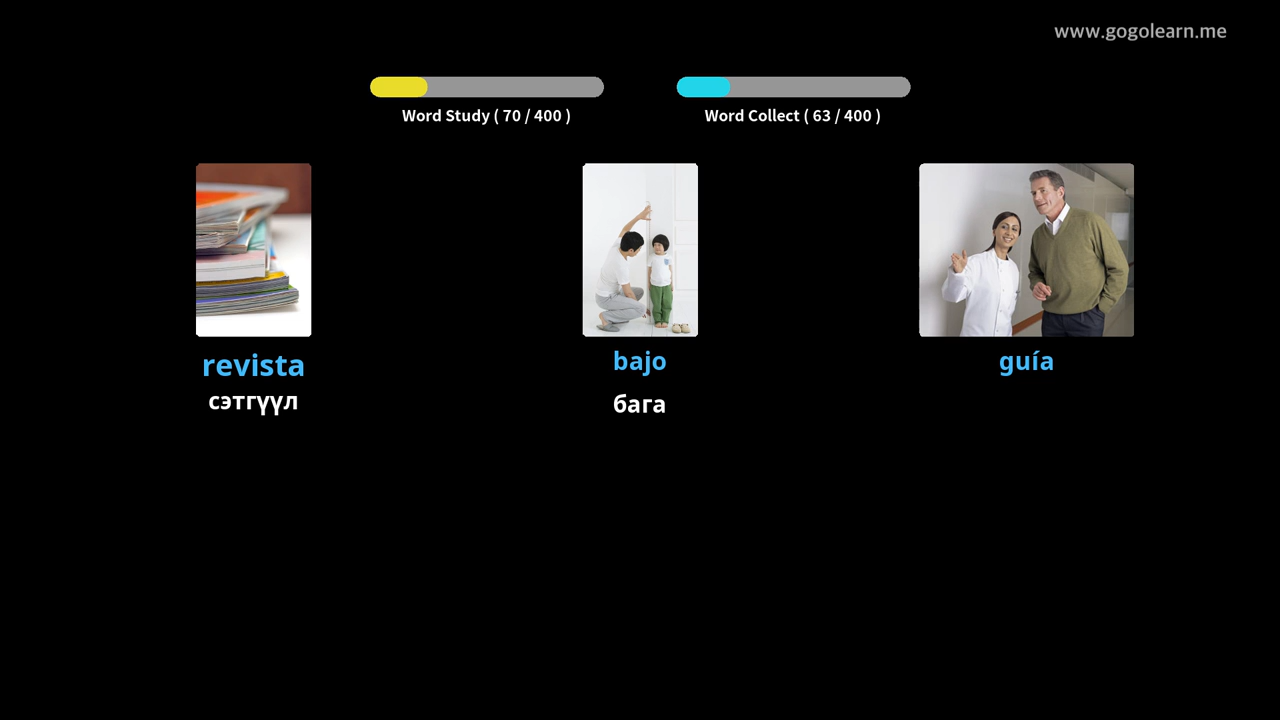 www.gogolearn.me
Word Study ( 70 / 400 )
Word Collect ( 63 / 400 )
revista
сэтгүүл
bajo
бага
guía